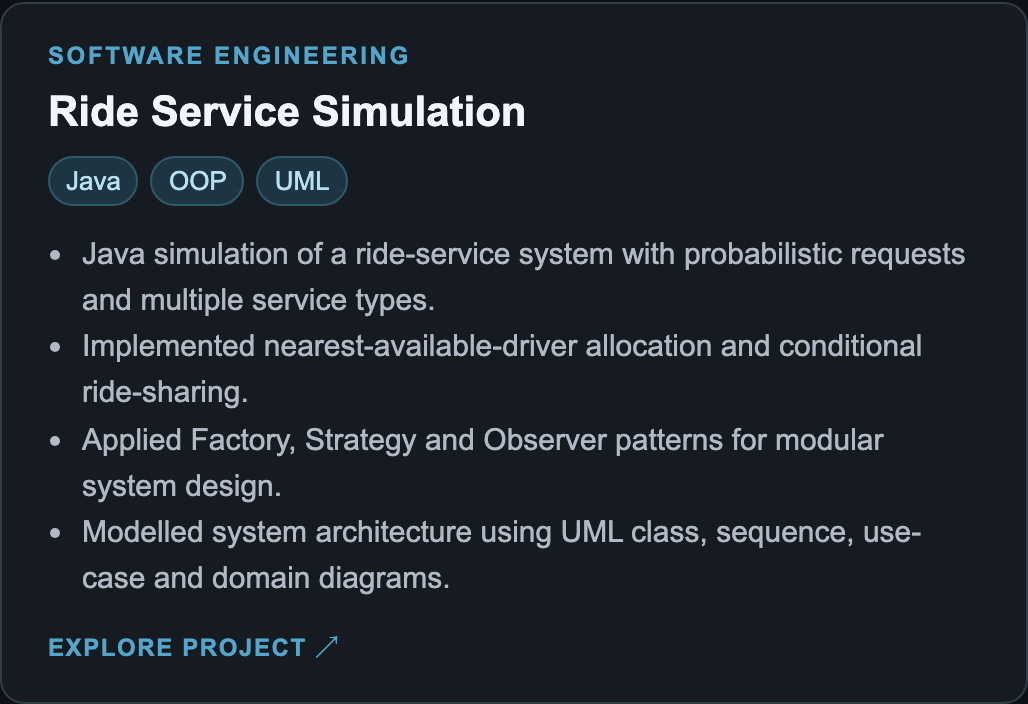 SOFTWARE ENGINEERING
Ride Service Simulation
Java OOP UML
• Java simulation of a ride-service system with probabilistic requests
and multiple service types.
• Implemented nearest-available-driver allocation and conditional
ride-sharing.
• Applied Factory, Strategy and Observer patterns for modular
system design.
• Modelled system architecture using UML class, sequence, use-
case and domain diagrams.
EXPLORE PROJECT ↗